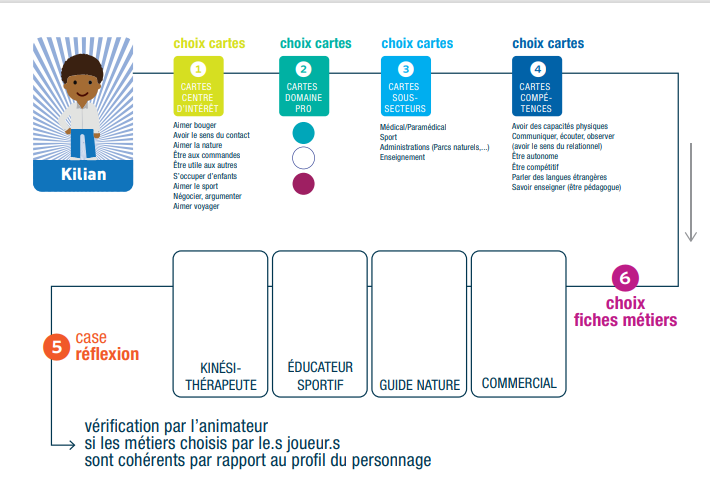 choix cartes
choix cartes
choix cartes
choix cartes
1
CARTES
CENTRE
D'INTÉRÊT
2
CARTES
DOMAINE
PRO
3
CARTES
SOUS-
SECTEURS
4
CARTES
COMPÉ-
TENCES
Kilian
Aimer bouger
Avoir le sens du contact
Aimer la nature
Être aux commandes
Être utile aux autres
S'occuper d'enfants
Aimer le sport
Négocier, argumenter
Aimer voyager
Médical/Paramédical
Sport
Administrations (Parcs naturels,...)
Enseignement
Avoir des capacités physiques
Communiquer, écouter, observer
(avoir le sens du relationnel)
Être autonome
Être compétitif
Parler des langues étrangères
Savoir enseigner (être pédagogue)
6
choix
fiches métiers
KINÉSI-
THÉRAPEUTE
ÉDUCATEUR
SPORTIF
GUIDE NATURE
COMMERCIAL
5
case
réflexion
vérification par l'animateur
si les métiers choisis par le.s joueur.s
sont cohérents par rapport au profil du personnage